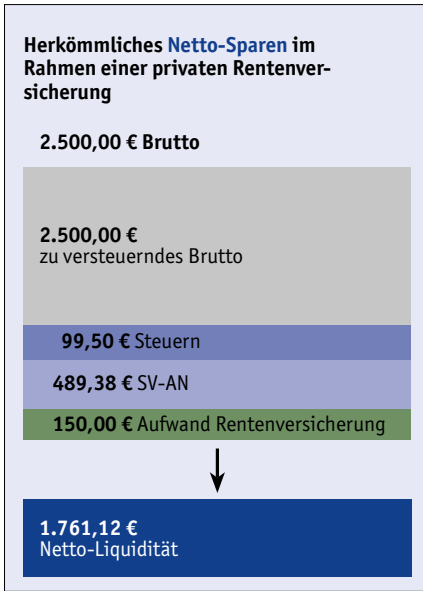 Herkömmliches Netto-Sparen im
Rahmen einer privaten Rentenver-
sicherung
2.500,00 € Brutto
2.500,00 €
zu versteuerndes Brutto
99,50 € Steuern
489,38 € SV-AN
150,00 € Aufwand Rentenversicherung
1.761,12 €
Netto-Liquidität